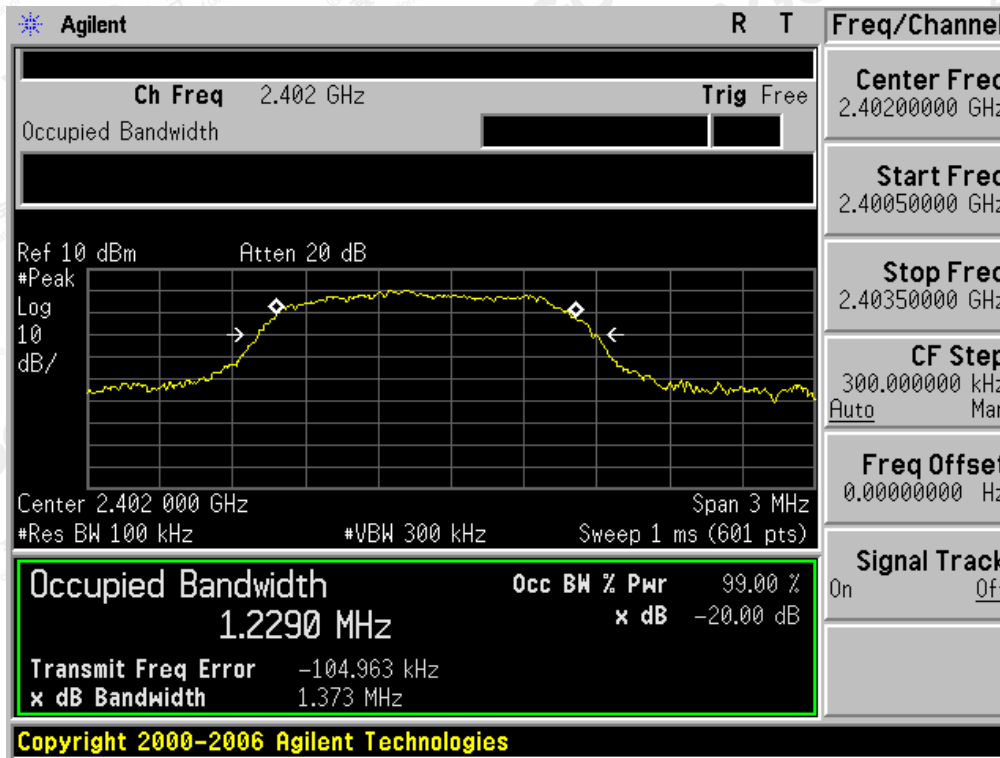 Agilent R T Freq/Channel
Ch Freq 2.402 GHz Trig Free
Occupied Bandwidth
Center Freq
2.40200000 GHz
Start Freq
2.40050000 GHz
Stop Freq
2.40350000 GHz
CF Step
300.000000 kHz
Auto Man
Freq Offset
0.00000000 Hz
Signal Track
On Off
Ref 10 dBm Atten 20 dB
#Peak
Log
10
dB/
Center 2.402 000 GHz Span 3 MHz
#Res BW 100 kHz #VBW 300 kHz Sweep 1 ms (601 pts)
Occupied Bandwidth
1.2290 MHz
Occ BW % Pwr 99.00 %
x dB -20.00 dB
Transmit Freq Error -104.963 kHz
x dB Bandwidth 1.373 MHz
Copyright 2000-2006 Agilent Technologies